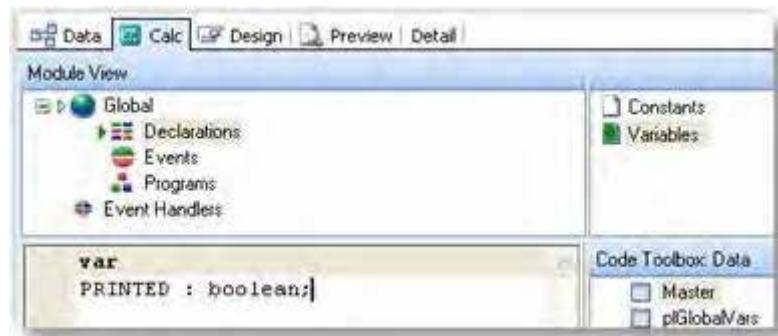 Data Calc Design Preview Detail
Module View
Global
Declarations
Events
Programs
Event Handlers
Constants
Variables
var
PRINTED : boolean;
Code Toolbox: Data
Master
plGlobalVars